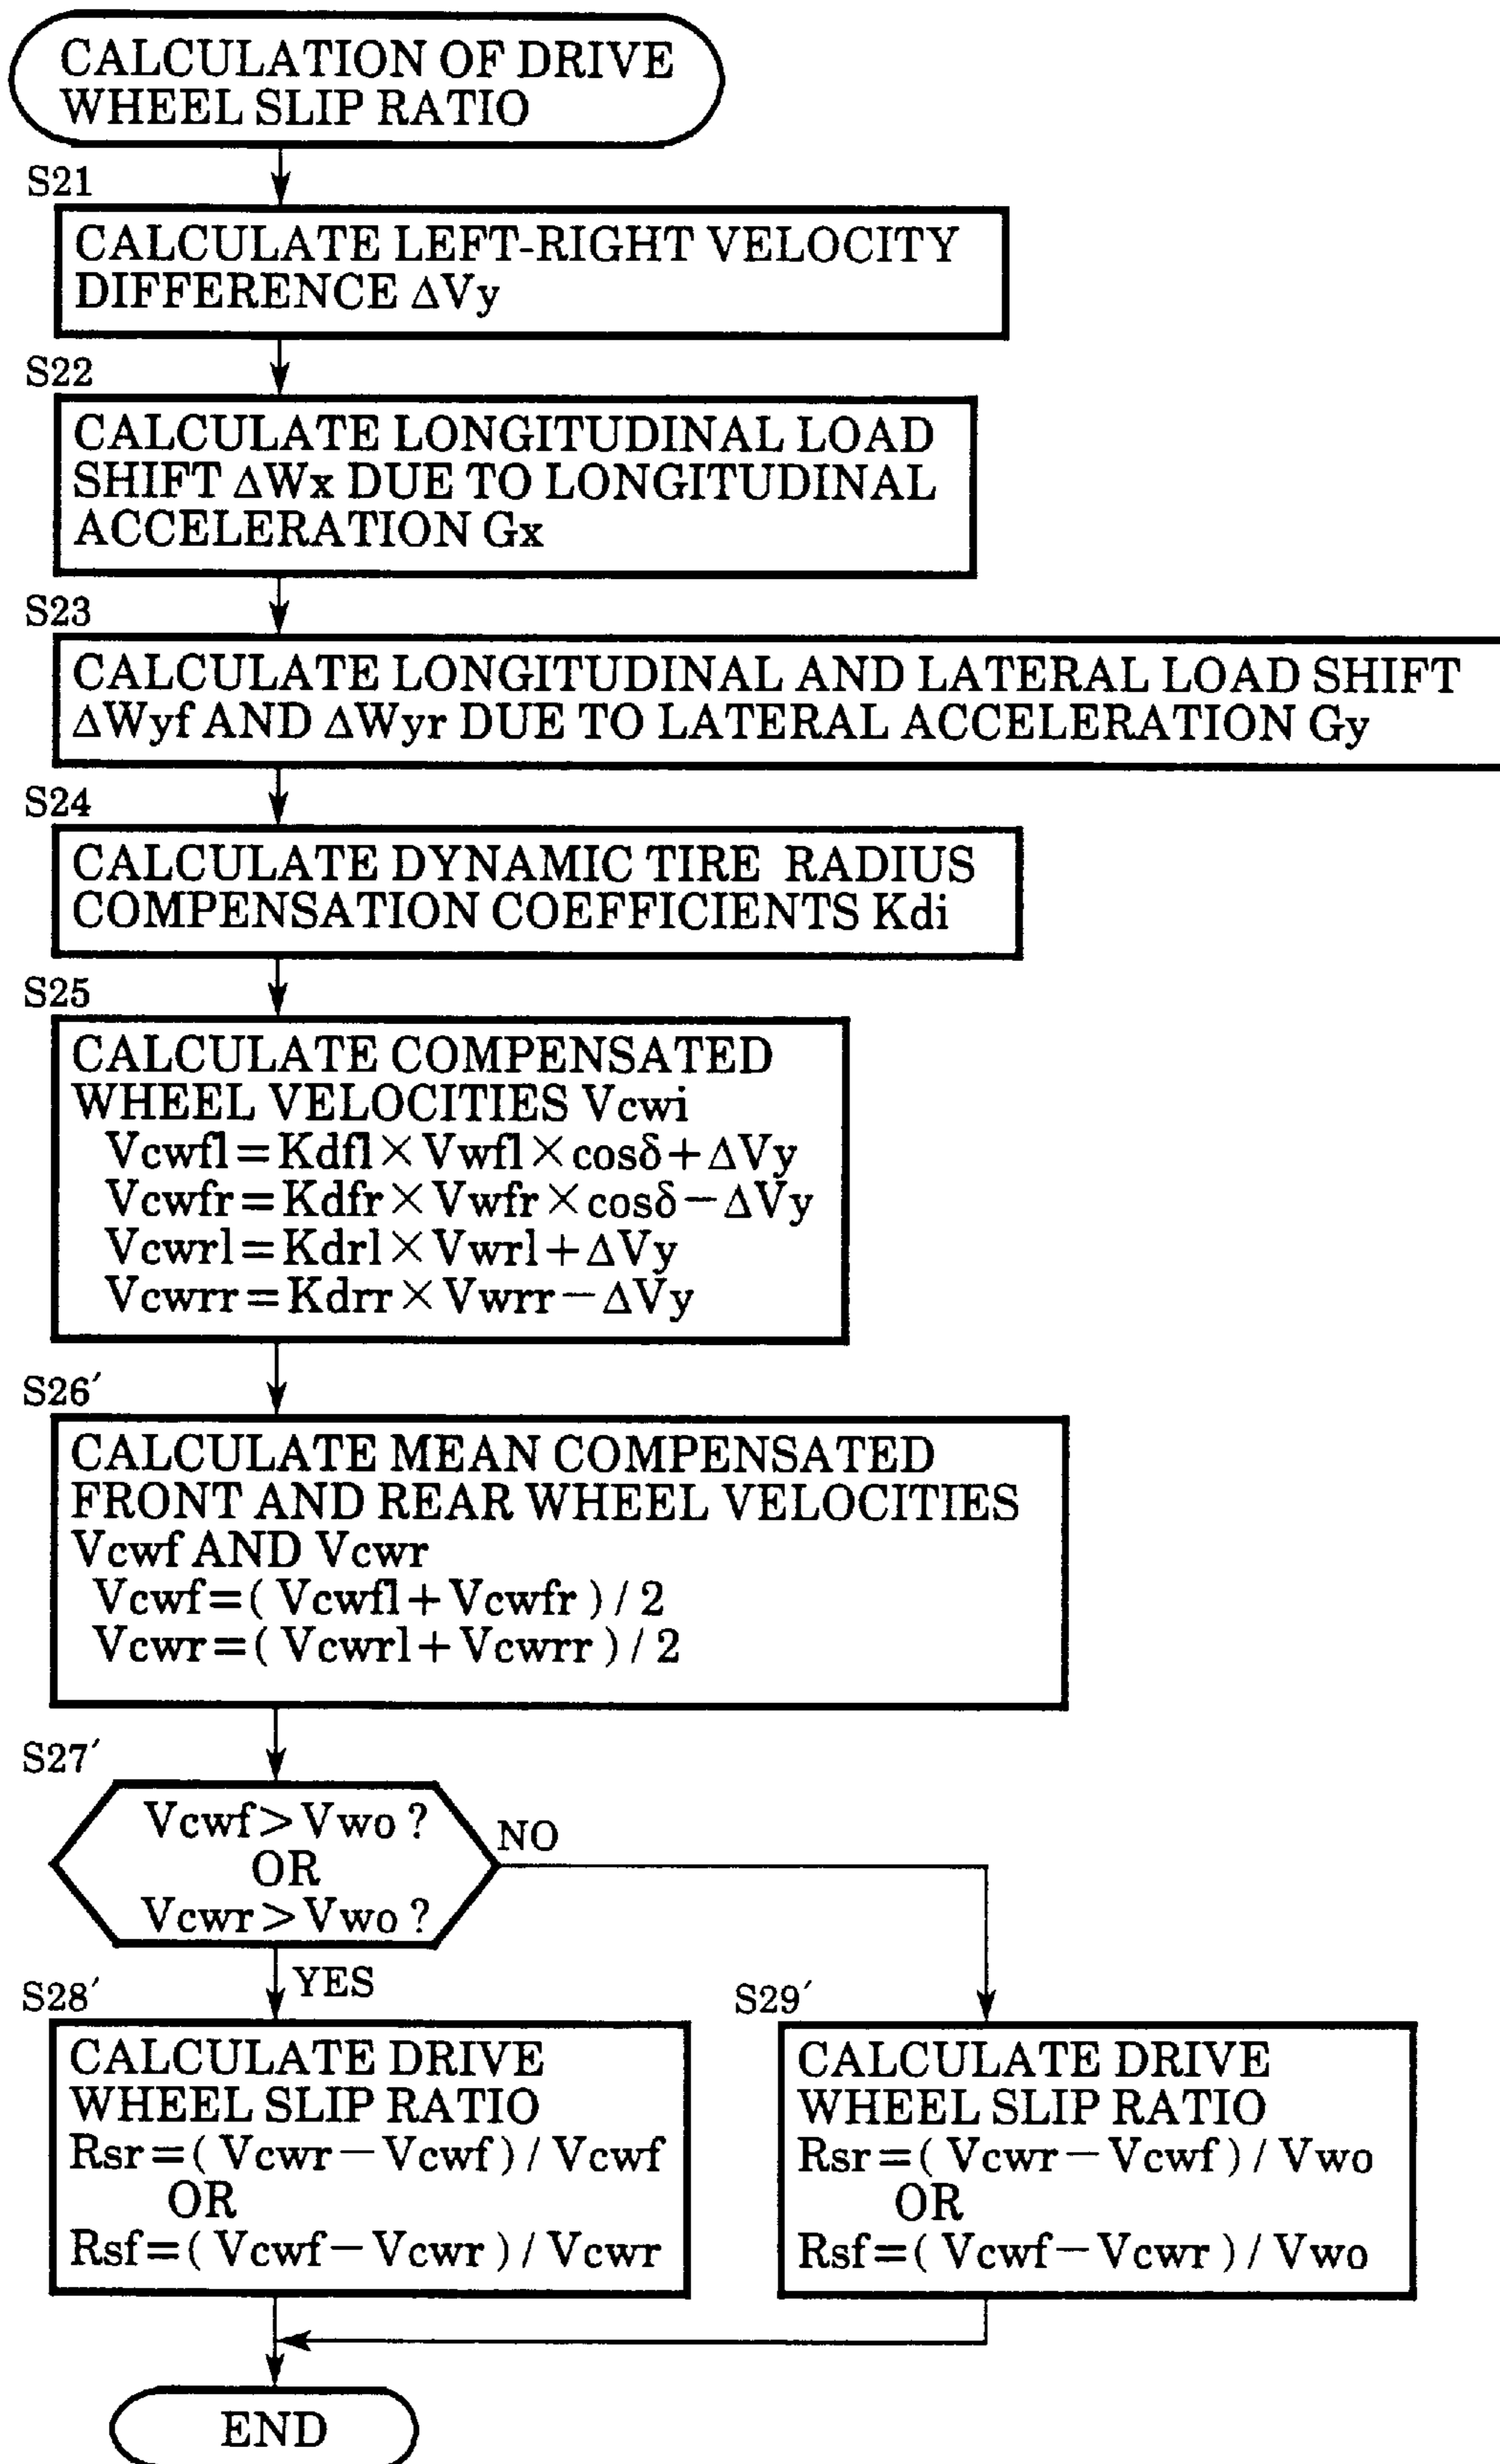 CALCULATION OF DRIVE
WHEEL SLIP RATIO
S21
CALCULATE LEFT-RIGHT VELOCITY
DIFFERENCE ΔVy
S22
CALCULATE LONGITUDINAL LOAD
SHIFT ΔWx DUE TO LONGITUDINAL
ACCELERATION Gx
S23
CALCULATE LONGITUDINAL AND LATERAL LOAD SHIFT
ΔWyf AND ΔWyr DUE TO LATERAL ACCELERATION Gy
S24
CALCULATE DYNAMIC TIRE RADIUS
COMPENSATION COEFFICIENTS Kdi
S25
CALCULATE COMPENSATED
WHEEL VELOCITIES Vcwi
Vcwfl=Kdfl×Vwfl×cosδ+ΔVy
Vcwfr=Kdfr×Vwfr×cosδ−ΔVy
Vcwrl=Kdrl×Vwrl+ΔVy
Vcwrr=Kdrr×Vwrr−ΔVy
S26′
CALCULATE MEAN COMPENSATED
FRONT AND REAR WHEEL VELOCITIES
Vcwf AND Vcwr
Vcwf=(Vcwfl+Vcwfr)/2
Vcwr=(Vcwrl+Vcwrr)/2
S27′
Vcwf>Vwo?
OR
Vcwr>Vwo?
NO
YES
S28′
CALCULATE DRIVE
WHEEL SLIP RATIO
Rsr=(Vcwr−Vcwf)/Vcwf
OR
Rsf=(Vcwf−Vcwr)/Vcwr
S29′
CALCULATE DRIVE
WHEEL SLIP RATIO
Rsr=(Vcwr−Vcwf)/Vwo
OR
Rsf=(Vcwf−Vcwr)/Vwo
END